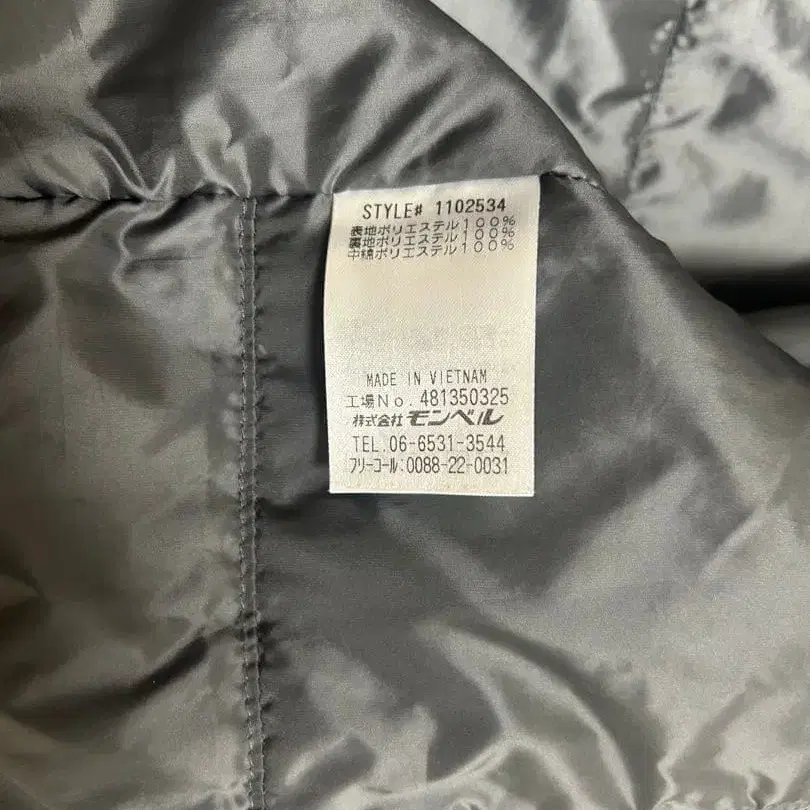 STYLE# 1102534
表地ポリエステル100%
裏地ポリエステル100%
中綿ポリエステル100%
MADE IN VIETNAM
工場No.481350325
株式会社モンベル
TEL.06-6531-3544
フリーコール:0088-22-0031